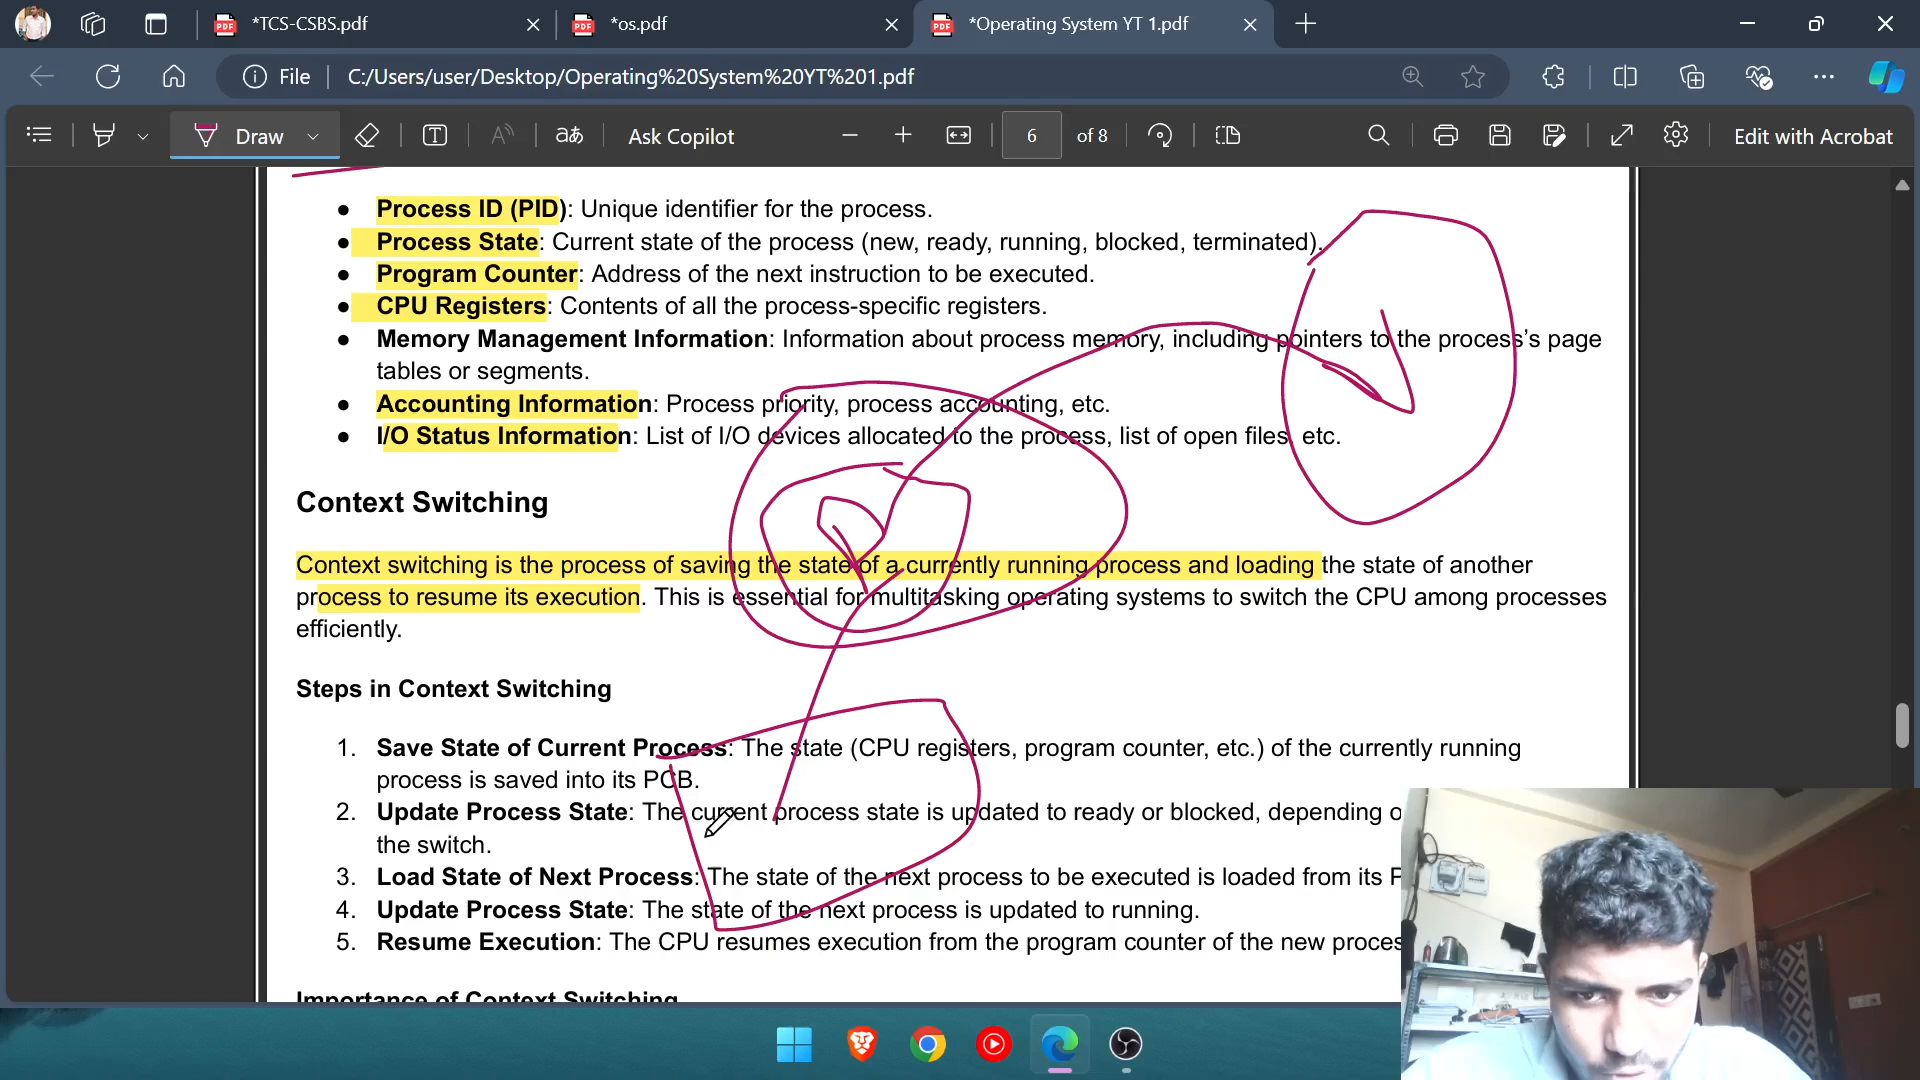 *TCS-CSBS.pdf
*os.pdf
*Operating System YT 1.pdf
File
C:/Users/user/Desktop/Operating%20System%20YT%201.pdf
Draw
Ask Copilot
6
of 8
Edit with Acrobat
● Process ID (PID): Unique identifier for the process.
● Process State: Current state of the process (new, ready, running, blocked, terminated).
● Program Counter: Address of the next instruction to be executed.
● CPU Registers: Contents of all the process-specific registers.
● Memory Management Information: Information about process memory, including pointers to the process's page
tables or segments.
● Accounting Information: Process priority, process accounting, etc.
● I/O Status Information: List of I/O devices allocated to the process, list of open files, etc.
Context Switching
Context switching is the process of saving the state of a currently running process and loading the state of another
process to resume its execution. This is essential for multitasking operating systems to switch the CPU among processes
efficiently.
Steps in Context Switching
1. Save State of Current Process: The state (CPU registers, program counter, etc.) of the currently running
process is saved into its PCB.
2. Update Process State: The current process state is updated to ready or blocked, depending
the switch.
3. Load State of Next Process: The state of the next process to be executed is loaded from its
4. Update Process State: The state of the next process is updated to running.
5. Resume Execution: The CPU resumes execution from the program counter of the new
Importance of Context Switching